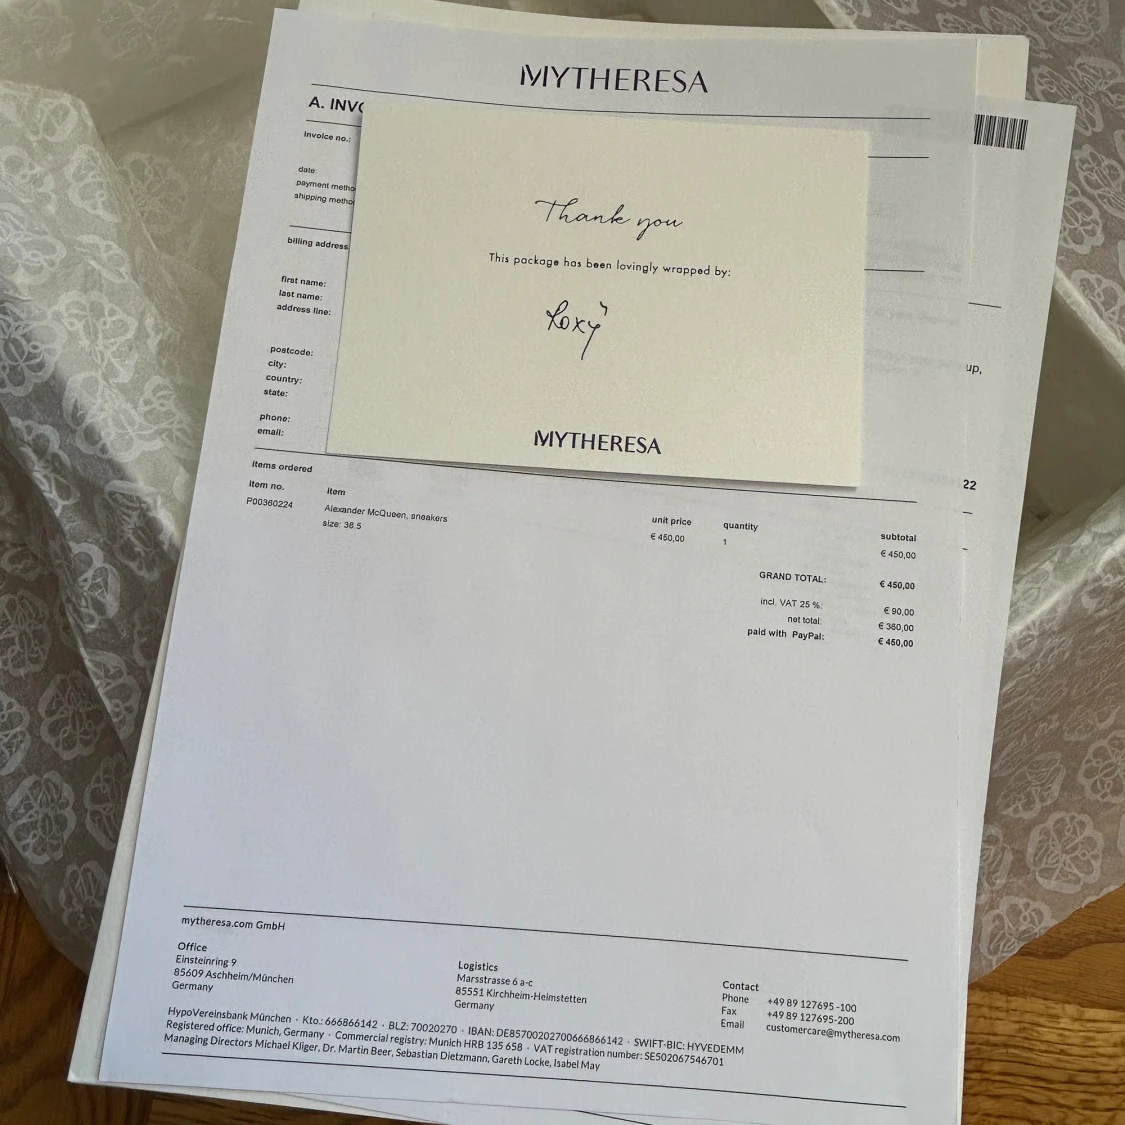 MYTHERESA
A. INVO
Invoice no.:
date:
payment metho
shipping metho
billing address
first name:
last name:
address line:
postcode:
city:
country:
state:
phone:
email:
Thank you
This package has been lovingly wrapped by:
Roxy
MYTHERESA
up,
22
items ordered
item no. item unit price quantity subtotal
P00360224 Alexander McQueen, sneakers € 450,00 1 € 450,00
size: 36.5
GRAND TOTAL: € 450,00
incl. VAT 25 %: € 90,00
net total: € 360,00
paid with PayPal: € 450,00
mytheresa.com GmbH
Office
Einsteinring 9
85609 Aschheim/München
Germany
Logistics
Marsstrasse 6 a-c
85551 Kirchheim-Heimstetten
Germany
Contact
Phone +49 89 127695 -100
Fax +49 89 127695-200
Email customercare@mytheresa.com
HypoVereinsbank München · Kto.: 666866142 · BLZ: 70020270 · IBAN: DE85700202700666866142 · SWIFT-BIC: HYVEDEMM
Registered office: Munich, Germany · Commercial registry: Munich HRB 135 658 · VAT registration number: SE502067546701
Managing Directors Michael Kliger, Dr. Martin Beer, Sebastian Dietzmann, Gareth Locke, Isabel May